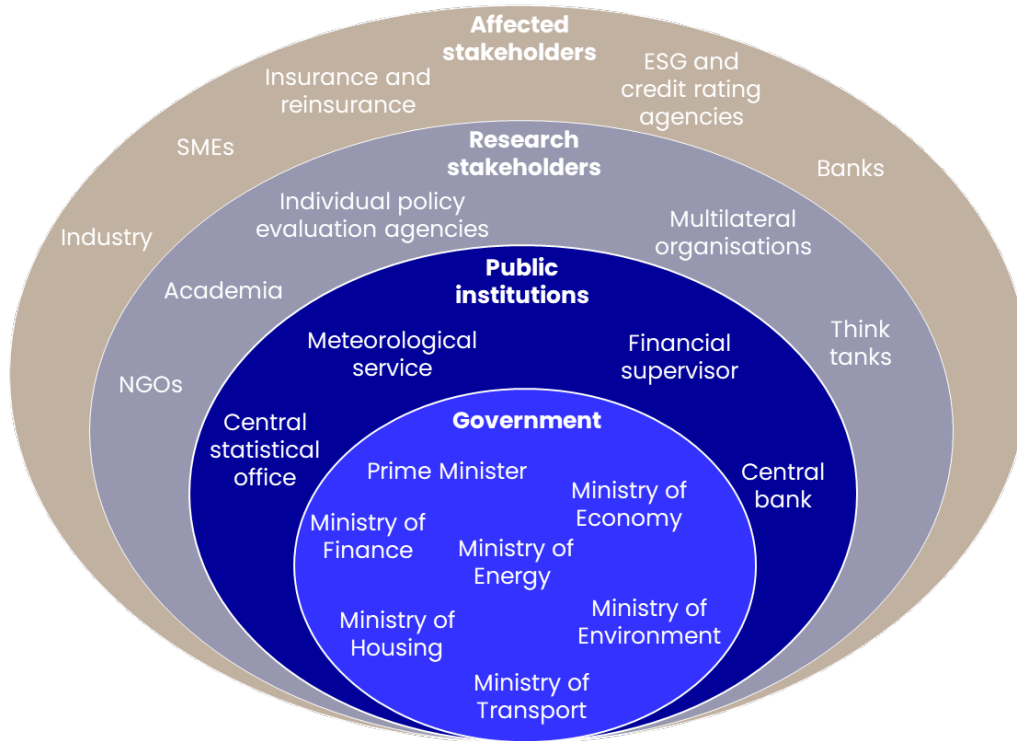 Affected
stakeholders
Insurance and
reinsurance
ESG and
credit rating
agencies
SMEs
Banks
Industry
Research
stakeholders
Individual policy
evaluation agencies
Multilateral
organisations
Academia
Think
tanks
NGOs
Public
institutions
Meteorological
service
Financial
supervisor
Central
statistical
office
Central
bank
Government
Prime Minister
Ministry of
Economy
Ministry of
Finance
Ministry of
Energy
Ministry of
Housing
Ministry of
Environment
Ministry of
Transport